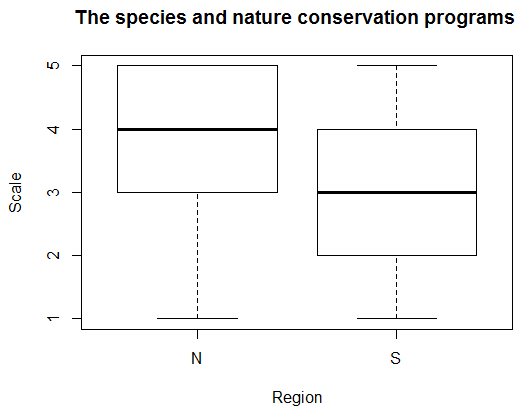 The species and nature conservation programs
5
4
3
2
1
Scale
N
S
Region